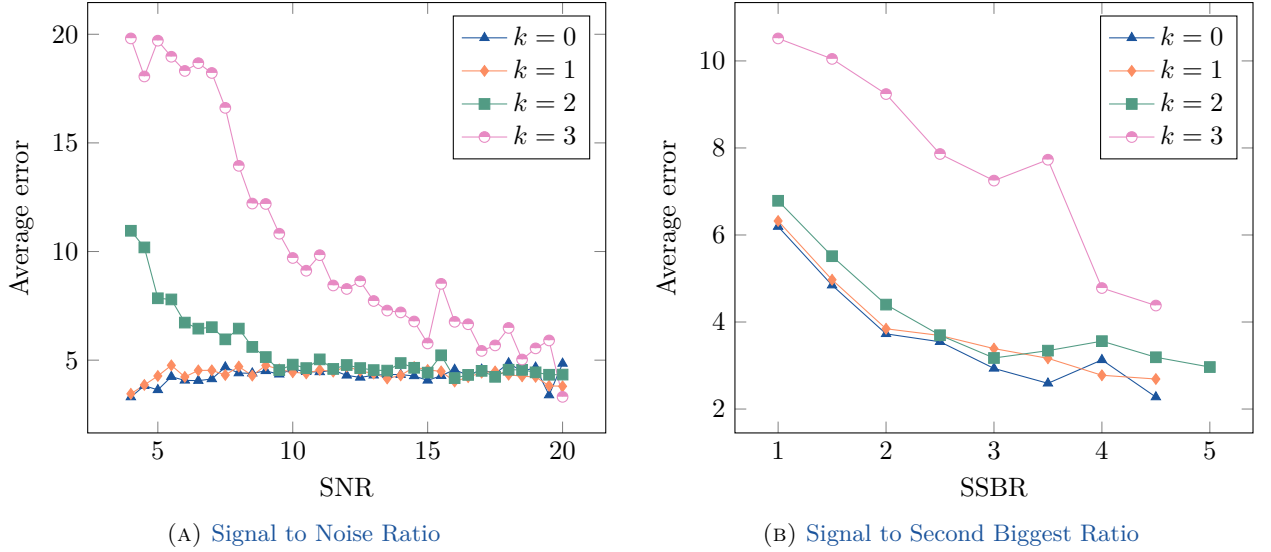 20
15
10
5
5
10
15
20
Average error
SNR
k = 0
k = 1
k = 2
k = 3
(A) Signal to Noise Ratio
10
8
6
4
2
1
2
3
4
5
Average error
SSBR
k = 0
k = 1
k = 2
k = 3
(B) Signal to Second Biggest Ratio